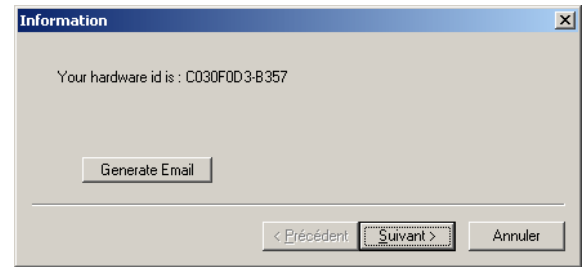 Information
Your hardware id is : C030F0D3-B357
Generate Email
< Précédent Suivant > Annuler